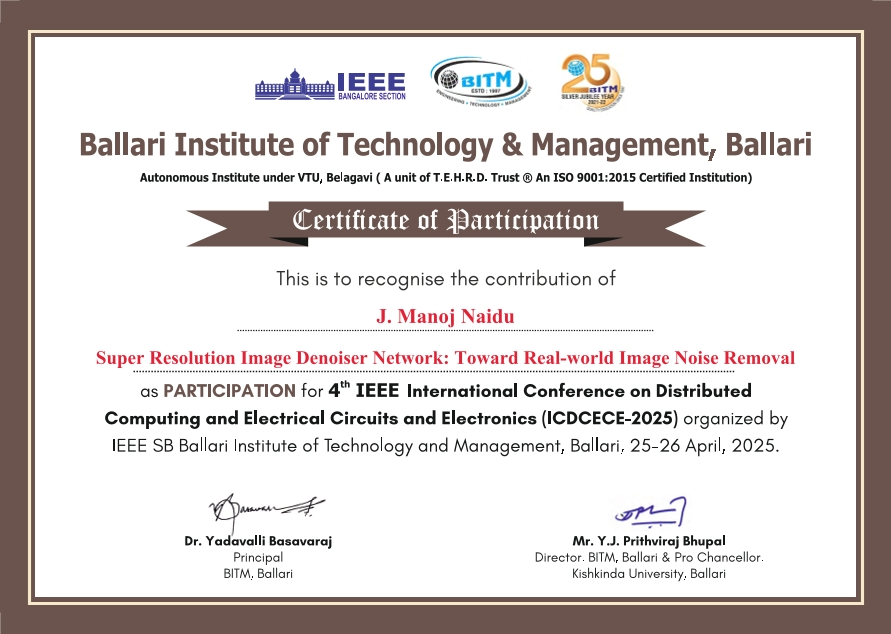 IEEE
BANGALORE SECTION
BITM
ESTD : 1997
ENGINEERING • TECHNOLOGY • MANAGEMENT
25
BITM
SILVER JUBILEE YEAR
2021-22
Ballari Institute of Technology & Management, Ballari
Autonomous Institute under VTU, Belagavi ( A unit of T.E.H.R.D. Trust ® An ISO 9001:2015 Certified Institution)
Certificate of Participation
This is to recognise the contribution of
J. Manoj Naidu
Super Resolution Image Denoiser Network: Toward Real-world Image Noise Removal
as PARTICIPATION for 4th IEEE International Conference on Distributed
Computing and Electrical Circuits and Electronics (ICDCECE-2025) organized by
IEEE SB Ballari Institute of Technology and Management, Ballari, 25-26 April, 2025.
Dr. Yadavalli Basavaraj
Principal
BITM, Ballari
Mr. Y.J. Prithviraj Bhupal
Director. BITM, Ballari & Pro Chancellor.
Kishkinda University, Ballari